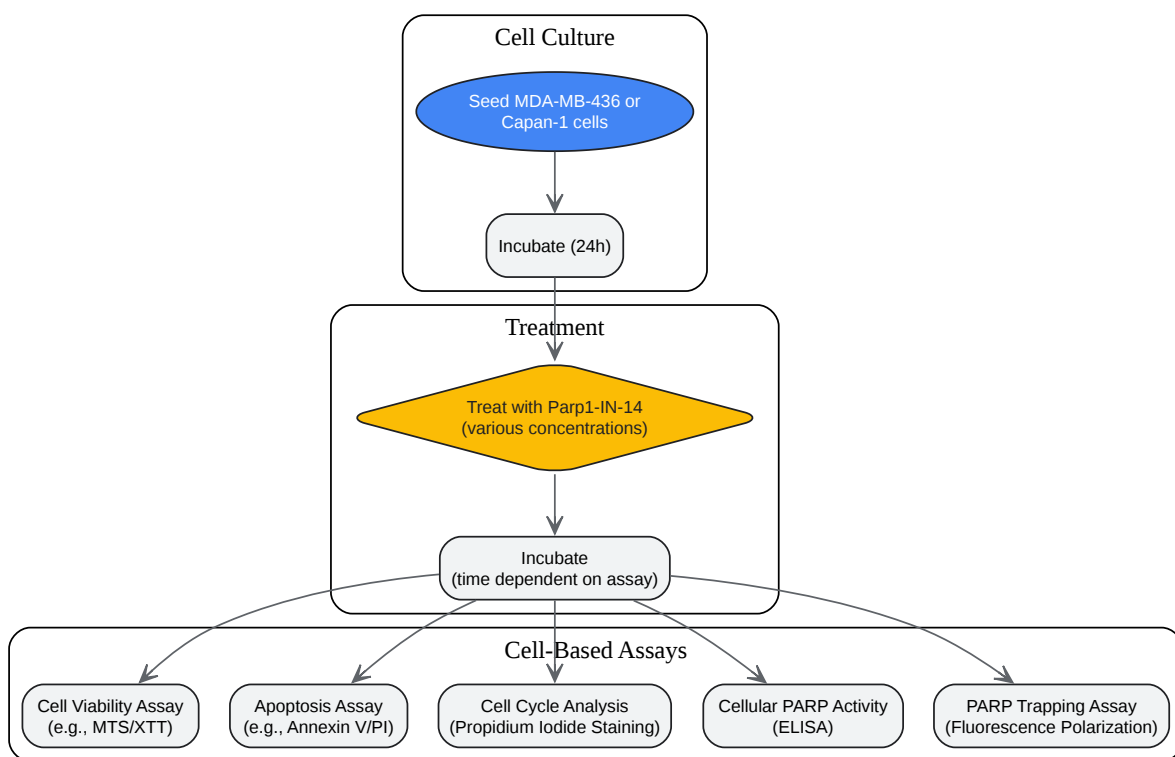 Cell Culture
Seed MDA-MB-436 or
Capan-1 cells
Incubate (24h)
Treatment
Treat with Parp1-IN-14
(various concentrations)
Incubate
(time dependent on assay)
Cell-Based Assays
Cell Viability Assay
(e.g., MTS/XTT)
Apoptosis Assay
(e.g., Annexin V/PI)
Cell Cycle Analysis
(Propidium Iodide Staining)
Cellular PARP Activity
(ELISA)
PARP Trapping Assay
(Fluorescence Polarization)